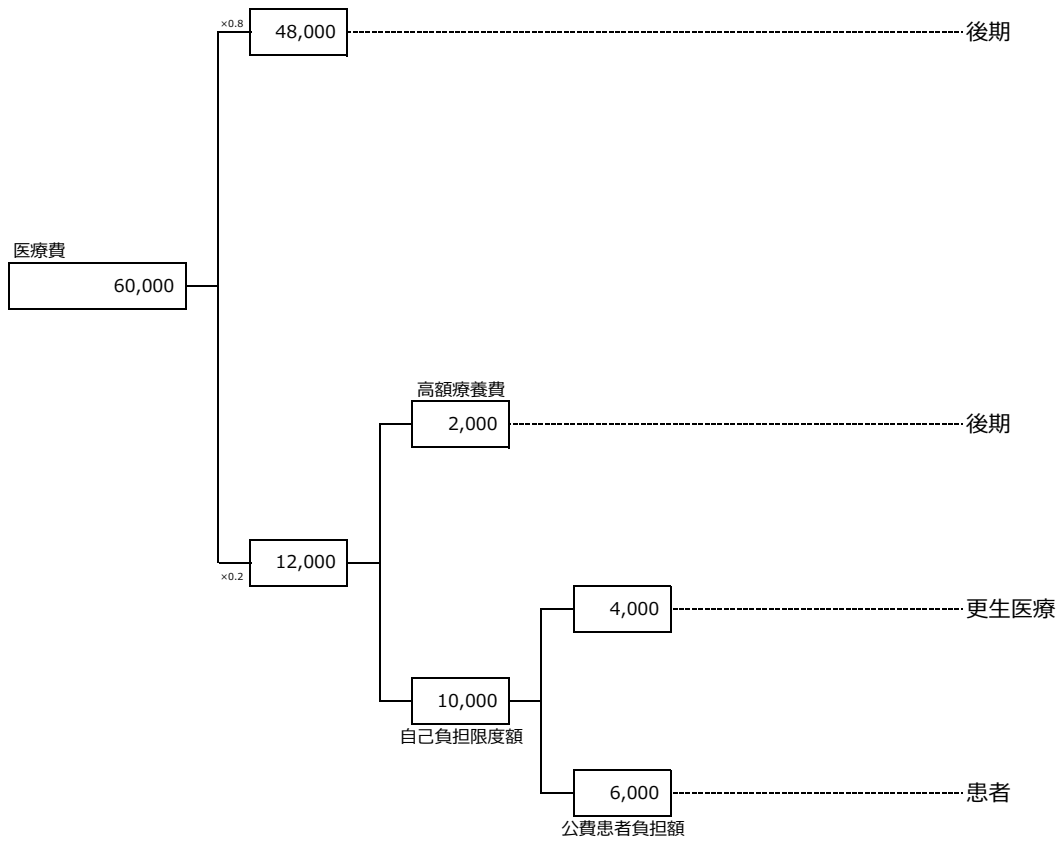 ×0.8
48,000
後期
医療費
60,000
高額療養費
2,000
後期
12,000
×0.2
4,000
更生医療
10,000
自己負担限度額
6,000
患者
公費患者負担額